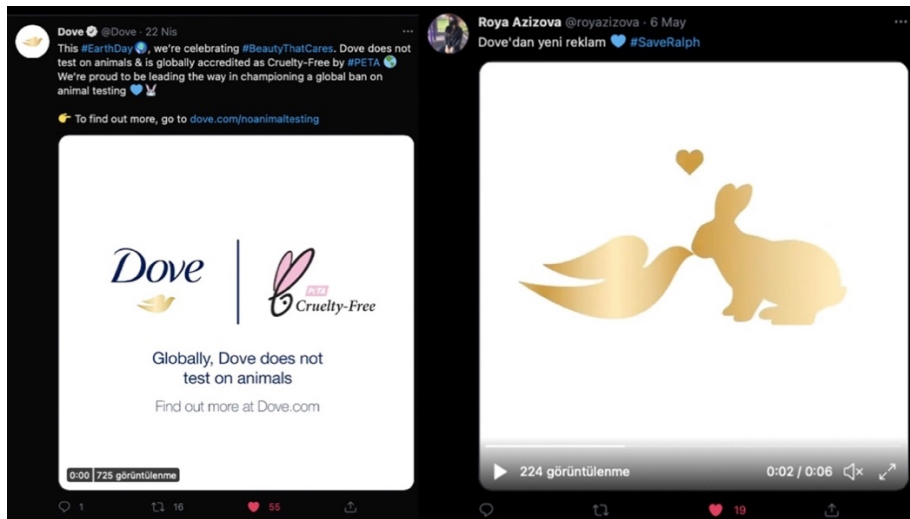 Dove @Dove · 22 Nis
This #EarthDay🌏, we're celebrating #BeautyThatCares. Dove does not
test on animals & is globally accredited as Cruelty-Free by #PETA 🌎
We're proud to be leading the way in championing a global ban on
animal testing 💙🐰
👉 To find out more, go to dove.com/noanimaltesting
Dove
PETA
Cruelty-Free
Globally, Dove does not
test on animals
Find out more at Dove.com
0:00 725 görüntülenme
1 16 55
Roya Azizova @royazizova · 6 May
Dove'dan yeni reklam 💙 #SaveRalph
224 görüntülenme 0:02 / 0:06
19